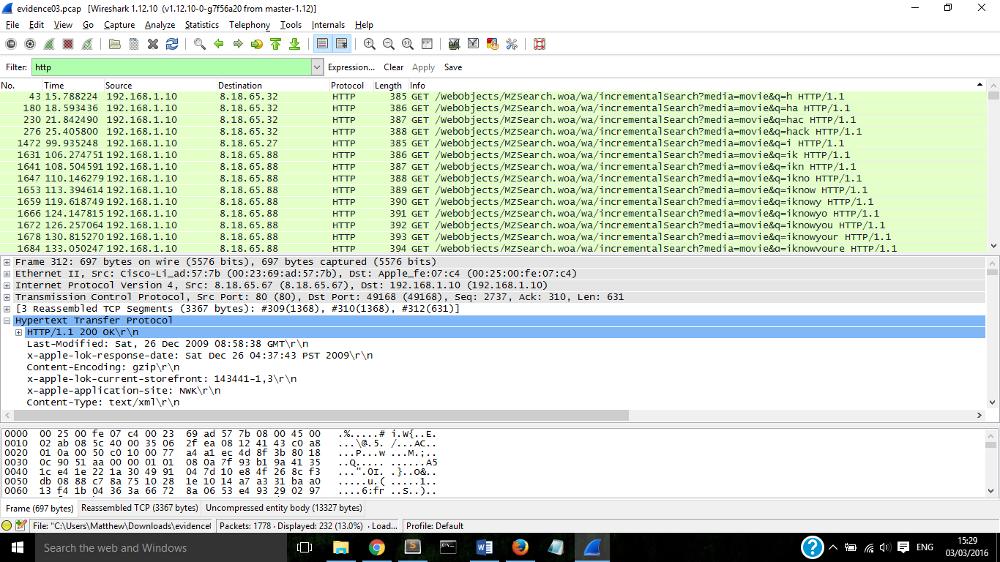 evidence03.pcap [Wireshark 1.12.10 (v1.12.10-0-g7f56a20 from master-1.12)]
File Edit View Go Capture Analyze Statistics Telephony Tools Internals Help
Filter: http Expression... Clear Apply Save
No. Time Source Destination Protocol Length Info
43 15.788224 192.168.1.10 8.18.65.32 HTTP 385 GET /WebObjects/MZSearch.woa/wa/incrementalSearch?media=movie&q=h HTTP/1.1
180 18.593436 192.168.1.10 8.18.65.32 HTTP 386 GET /WebObjects/MZSearch.woa/wa/incrementalSearch?media=movie&q=ha HTTP/1.1
230 21.842490 192.168.1.10 8.18.65.32 HTTP 387 GET /WebObjects/MZSearch.woa/wa/incrementalSearch?media=movie&q=hac HTTP/1.1
276 25.405800 192.168.1.10 8.18.65.32 HTTP 388 GET /WebObjects/MZSearch.woa/wa/incrementalSearch?media=movie&q=hack HTTP/1.1
1472 99.935248 192.168.1.10 8.18.65.27 HTTP 385 GET /WebObjects/MZSearch.woa/wa/incrementalSearch?media=movie&q=i HTTP/1.1
1631 106.274751 192.168.1.10 8.18.65.88 HTTP 386 GET /WebObjects/MZSearch.woa/wa/incrementalSearch?media=movie&q=ik HTTP/1.1
1641 108.504591 192.168.1.10 8.18.65.88 HTTP 387 GET /WebObjects/MZSearch.woa/wa/incrementalSearch?media=movie&q=ikn HTTP/1.1
1647 110.146279 192.168.1.10 8.18.65.88 HTTP 388 GET /WebObjects/MZSearch.woa/wa/incrementalSearch?media=movie&q=ikno HTTP/1.1
1653 113.394614 192.168.1.10 8.18.65.88 HTTP 389 GET /WebObjects/MZSearch.woa/wa/incrementalSearch?media=movie&q=iknow HTTP/1.1
1659 119.618749 192.168.1.10 8.18.65.88 HTTP 390 GET /WebObjects/MZSearch.woa/wa/incrementalSearch?media=movie&q=iknowy HTTP/1.1
1666 124.147815 192.168.1.10 8.18.65.88 HTTP 391 GET /WebObjects/MZSearch.woa/wa/incrementalSearch?media=movie&q=iknowyo HTTP/1.1
1672 126.257064 192.168.1.10 8.18.65.88 HTTP 392 GET /WebObjects/MZSearch.woa/wa/incrementalSearch?media=movie&q=iknowyou HTTP/1.1
1678 130.815270 192.168.1.10 8.18.65.88 HTTP 393 GET /WebObjects/MZSearch.woa/wa/incrementalSearch?media=movie&q=iknowyour HTTP/1.1
1684 133.050247 192.168.1.10 8.18.65.88 HTTP 394 GET /WebObjects/MZSearch.woa/wa/incrementalSearch?media=movie&q=iknowyoure HTTP/1.1
Frame 312: 697 bytes on wire (5576 bits), 697 bytes captured (5576 bits)
Ethernet II, Src: Cisco-Li_ad:57:7b (00:23:69:ad:57:7b), Dst: Apple_fe:07:c4 (00:25:00:fe:07:c4)
Internet Protocol Version 4, Src: 8.18.65.67 (8.18.65.67), Dst: 192.168.1.10 (192.168.1.10)
Transmission Control Protocol, Src Port: 80 (80), Dst Port: 49168 (49168), Seq: 2737, Ack: 310, Len: 631
[3 Reassembled TCP Segments (3367 bytes): #309(1368), #310(1368), #312(631)]
Hypertext Transfer Protocol
HTTP/1.1 200 OK\r\n
Last-Modified: Sat, 26 Dec 2009 08:58:38 GMT\r\n
x-apple-lok-response-date: Sat Dec 26 04:37:43 PST 2009\r\n
Content-Encoding: gzip\r\n
x-apple-lok-current-storefront: 143441-1,3\r\n
x-apple-application-site: NWK\r\n
Content-Type: text/xml\r\n
0000 00 25 00 fe 07 c4 00 23 69 ad 57 7b 08 00 45 00 .%.....# i.W{..E.
0010 02 ab 08 5c 40 00 35 06 2f ea 08 12 41 43 c0 a8 ...\@.5. /...AC..
0020 01 0a 00 50 c0 10 00 77 a4 a1 ec 4d 8f 3b 80 18 ...P...w ...M.;..
0030 0c 90 51 aa 00 00 01 01 08 0a 7f 93 b1 9a 41 35 ..Q..... ......A5
0040 1c e4 1e 22 1a 30 49 91 04 7d 10 e8 4f 26 8c f3 ...".0I. .}..O&..
0050 db 08 88 c7 8a 75 10 28 1e 10 14 a7 a3 31 ba a0 .....u.( .....1..
0060 13 f4 1b 04 36 3a 66 72 8a 06 53 e4 93 29 02 97 ....6:fr ..S..)..
Frame (697 bytes) Reassembled TCP (3367 bytes) Uncompressed entity body (13327 bytes)
File: "C:\Users\Matthew\Downloads\evidence Packets: 1778 · Displayed: 232 (13.0%) · Load... Profile: Default
Search the web and Windows
ENG
15:29
03/03/2016